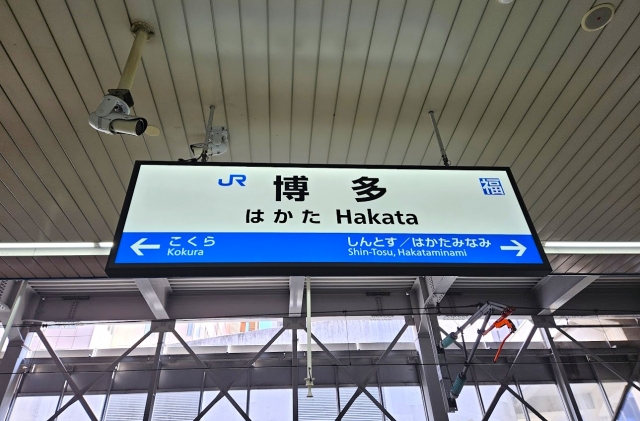 JR 博多 福
はかた Hakata
← こくら しんとす／はかたみなみ →
Kokura Shin-Tosu, Hakataminami